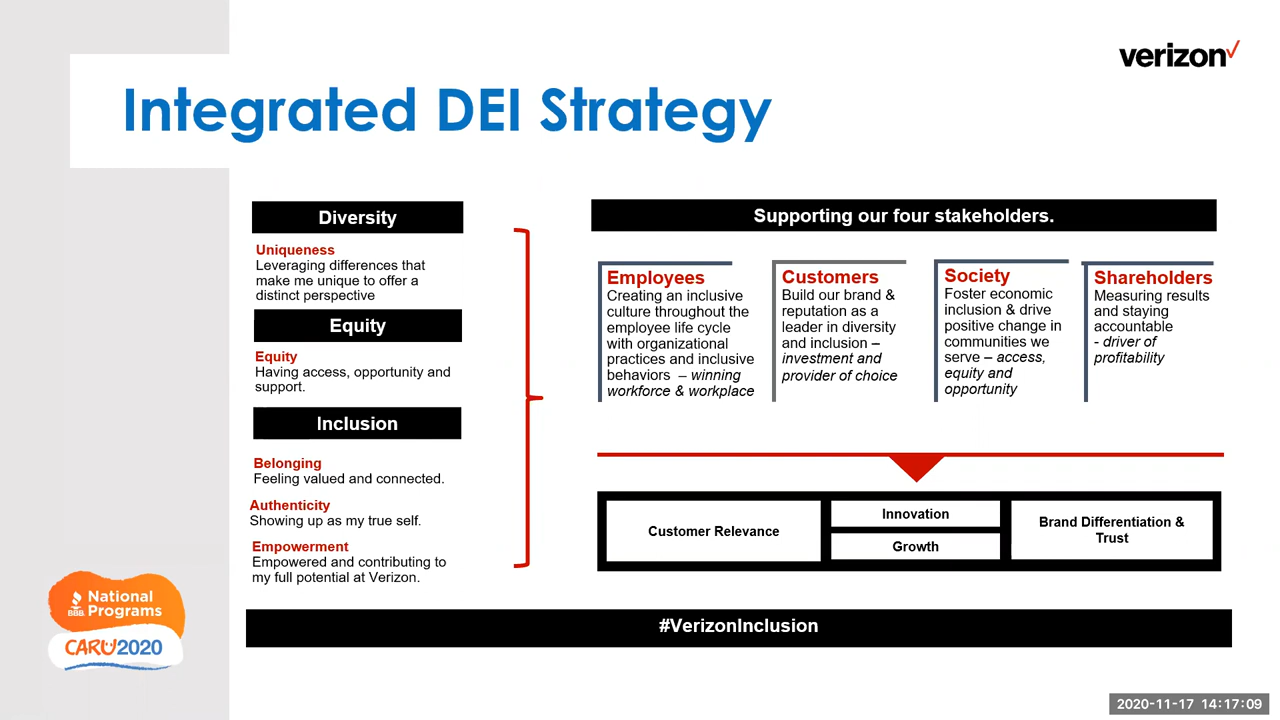 verizon
Integrated DEI Strategy
Diversity
Uniqueness
Leveraging differences that
make me unique to offer a
distinct perspective
Equity
Equity
Having access, opportunity and
support.
Inclusion
Belonging
Feeling valued and connected.
Authenticity
Showing up as my true self.
Empowerment
Empowered and contributing to
my full potential at Verizon.
Supporting our four stakeholders.
Employees
Creating an inclusive
culture throughout the
employee life cycle
with organizational
practices and inclusive
behaviors – winning
workforce & workplace
Customers
Build our brand &
reputation as a
leader in diversity
and inclusion –
investment and
provider of choice
Society
Foster economic
inclusion & drive
positive change in
communities we
serve – access,
equity and
opportunity
Shareholders
Measuring results
and staying
accountable
- driver of
profitability
Customer Relevance
Innovation
Growth
Brand Differentiation &
Trust
#VerizonInclusion
BBB National
Programs
CARU2020
2020-11-17 14:17:09